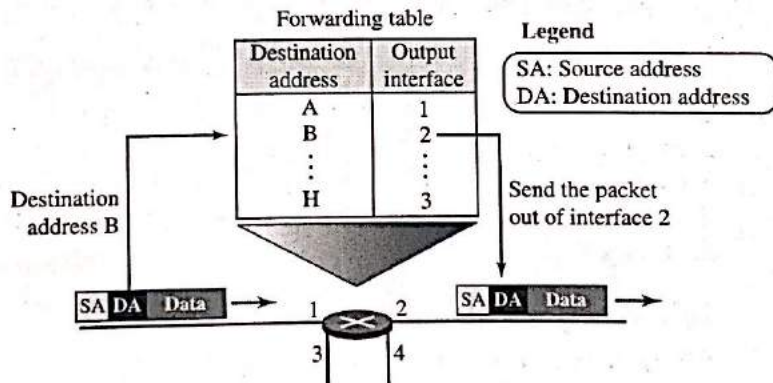 Forwarding table
Destination address
Output interface
A 1
B 2
⋮ ⋮
H 3
Legend
SA: Source address
DA: Destination address
Destination address B
Send the packet out of interface 2
SA DA Data
SA DA Data
1 2
3 4